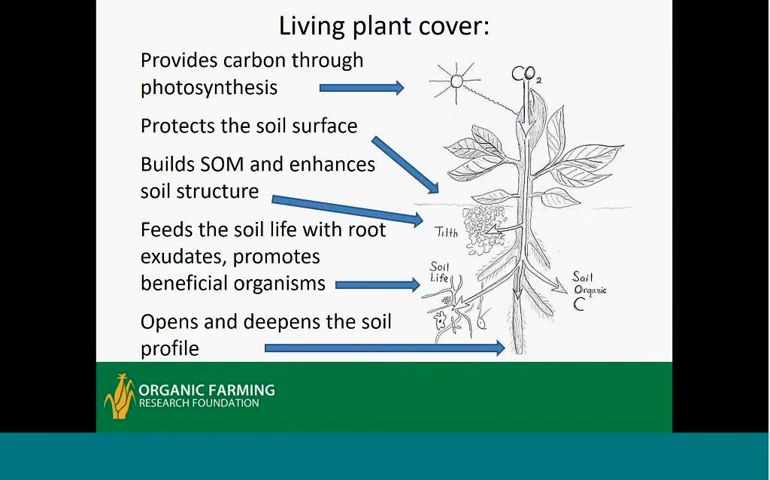 Living plant cover:
Provides carbon through
photosynthesis
Protects the soil surface
Builds SOM and enhances
soil structure
Feeds the soil life with root
exudates, promotes
beneficial organisms
Opens and deepens the soil
profile
CO2
Tilth
Soil
Life
Soil
Organic
C
ORGANIC FARMING
RESEARCH FOUNDATION